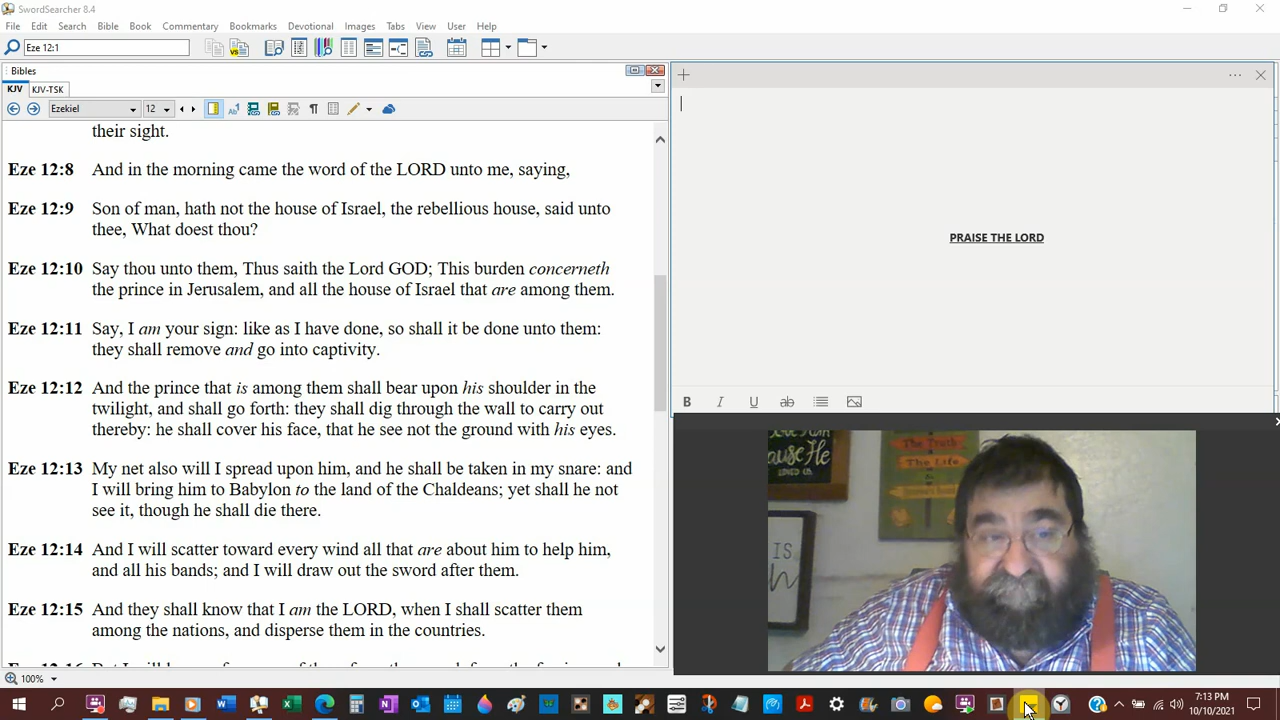 SwordSearcher 8.4
File Edit Search Bible Book Commentary Bookmarks Devotional Images Tabs View User Help
Eze 12:1
Bibles
KJV KJV-TSK
Ezekiel 12
their sight.
Eze 12:8 And in the morning came the word of the LORD unto me, saying,
Eze 12:9 Son of man, hath not the house of Israel, the rebellious house, said unto
thee, What doest thou?
Eze 12:10 Say thou unto them, Thus saith the Lord GOD; This burden concerneth
the prince in Jerusalem, and all the house of Israel that are among them.
Eze 12:11 Say, I am your sign: like as I have done, so shall it be done unto them:
they shall remove and go into captivity.
Eze 12:12 And the prince that is among them shall bear upon his shoulder in the
twilight, and shall go forth: they shall dig through the wall to carry out
thereby: he shall cover his face, that he see not the ground with his eyes.
Eze 12:13 My net also will I spread upon him, and he shall be taken in my snare: and
I will bring him to Babylon to the land of the Chaldeans; yet shall he not
see it, though he shall die there.
Eze 12:14 And I will scatter toward every wind all that are about him to help him,
and all his bands; and I will draw out the sword after them.
Eze 12:15 And they shall know that I am the LORD, when I shall scatter them
among the nations, and disperse them in the countries.
100%
PRAISE THE LORD
B I U ab
ause He
The Truth
The Life
IS
7:13 PM
10/10/2021